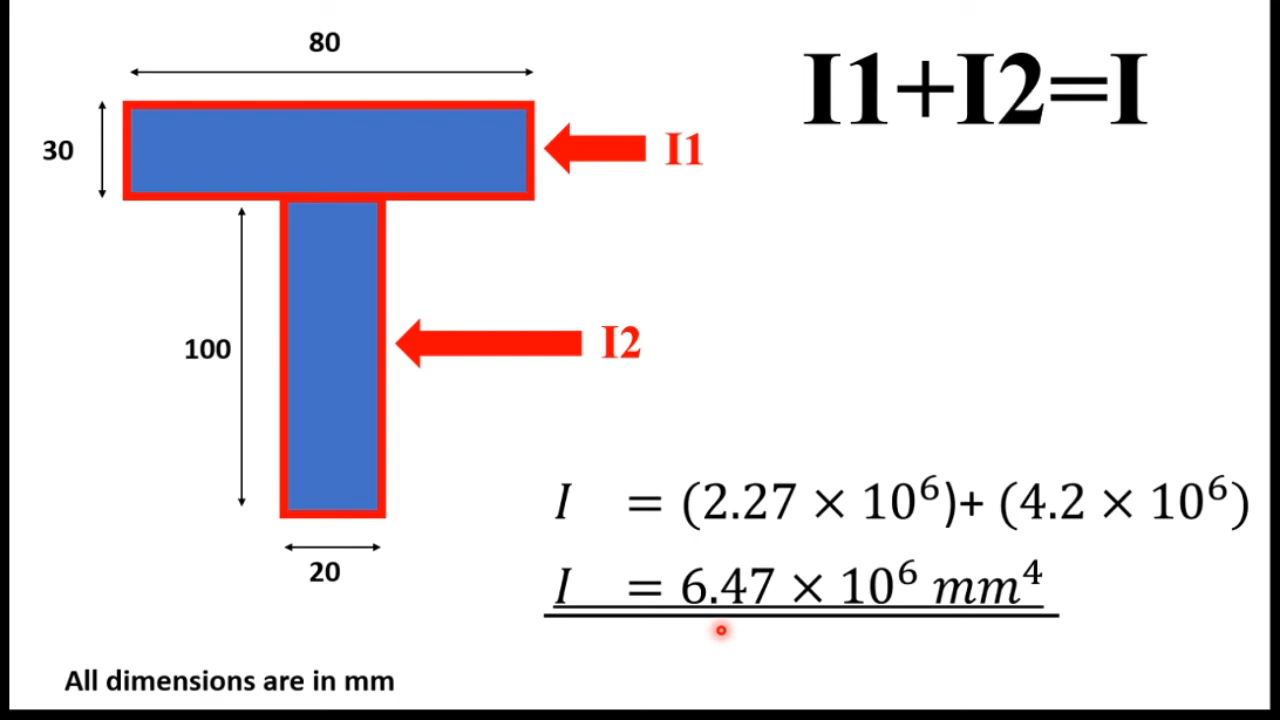 80
I1+I2=I
30
I1
100
I2
20
I = (2.27 × 10⁶)+ (4.2 × 10⁶)
I = 6.47 × 10⁶ mm⁴
All dimensions are in mm